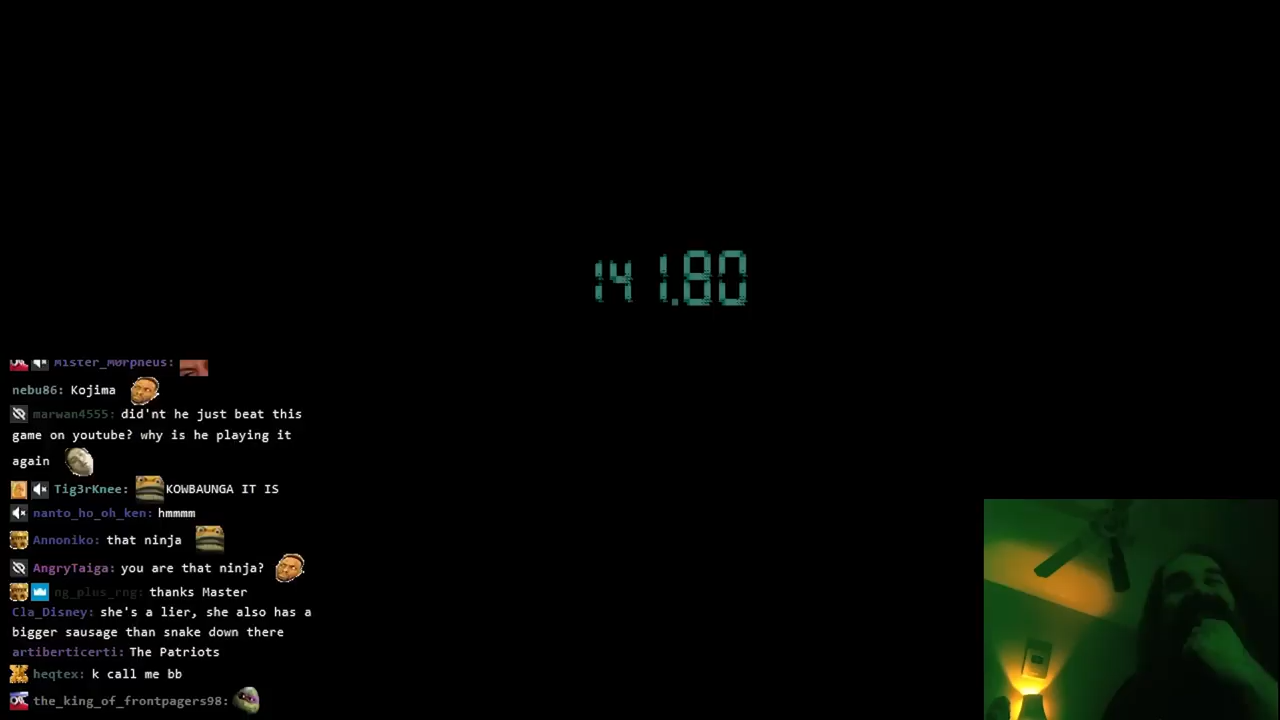 141.80
Mister_M0rpheus:
nebu86: Kojima
marwan4555: did'nt he just beat this
game on youtube? why is he playing it
again
Tig3rKnee: KOWBAUNGA IT IS
nanto_ho_oh_ken: hmmmm
Annoniko: that ninja
AngryTaiga: you are that ninja?
ng_plus_rng: thanks Master
Cla_Disney: she's a lier, she also has a
bigger sausage than snake down there
artiberticerti: The Patriots
heqtex: k call me bb
the_king_of_frontpagers98: